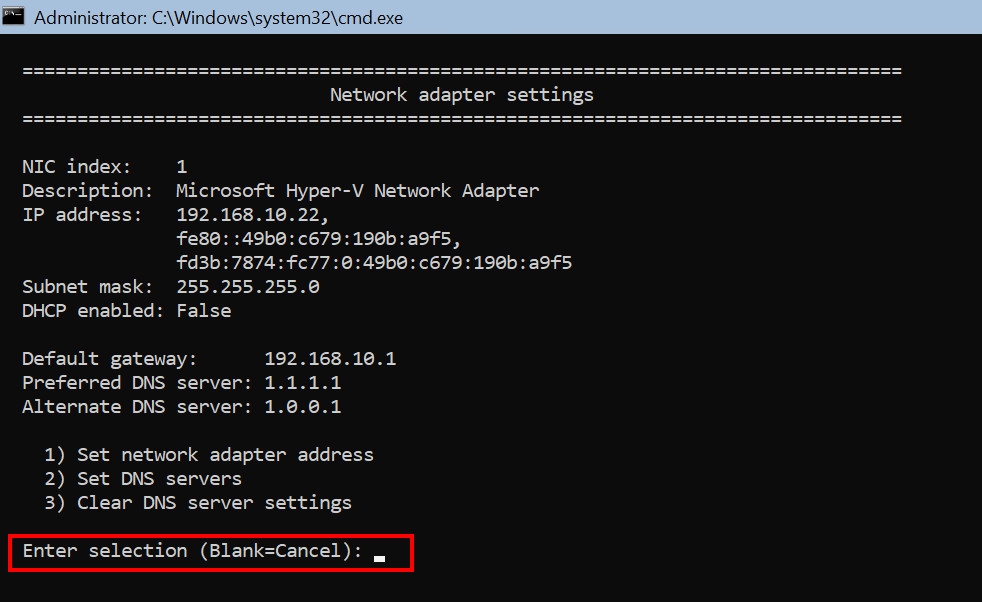 Administrator: C:\Windows\system32\cmd.exe
================================================================================
Network adapter settings
================================================================================
NIC index: 1
Description: Microsoft Hyper-V Network Adapter
IP address: 192.168.10.22,
fe80::49b0:c679:190b:a9f5,
fd3b:7874:fc77:0:49b0:c679:190b:a9f5
Subnet mask: 255.255.255.0
DHCP enabled: False
Default gateway: 192.168.10.1
Preferred DNS server: 1.1.1.1
Alternate DNS server: 1.0.0.1
1) Set network adapter address
2) Set DNS servers
3) Clear DNS server settings
Enter selection (Blank=Cancel):